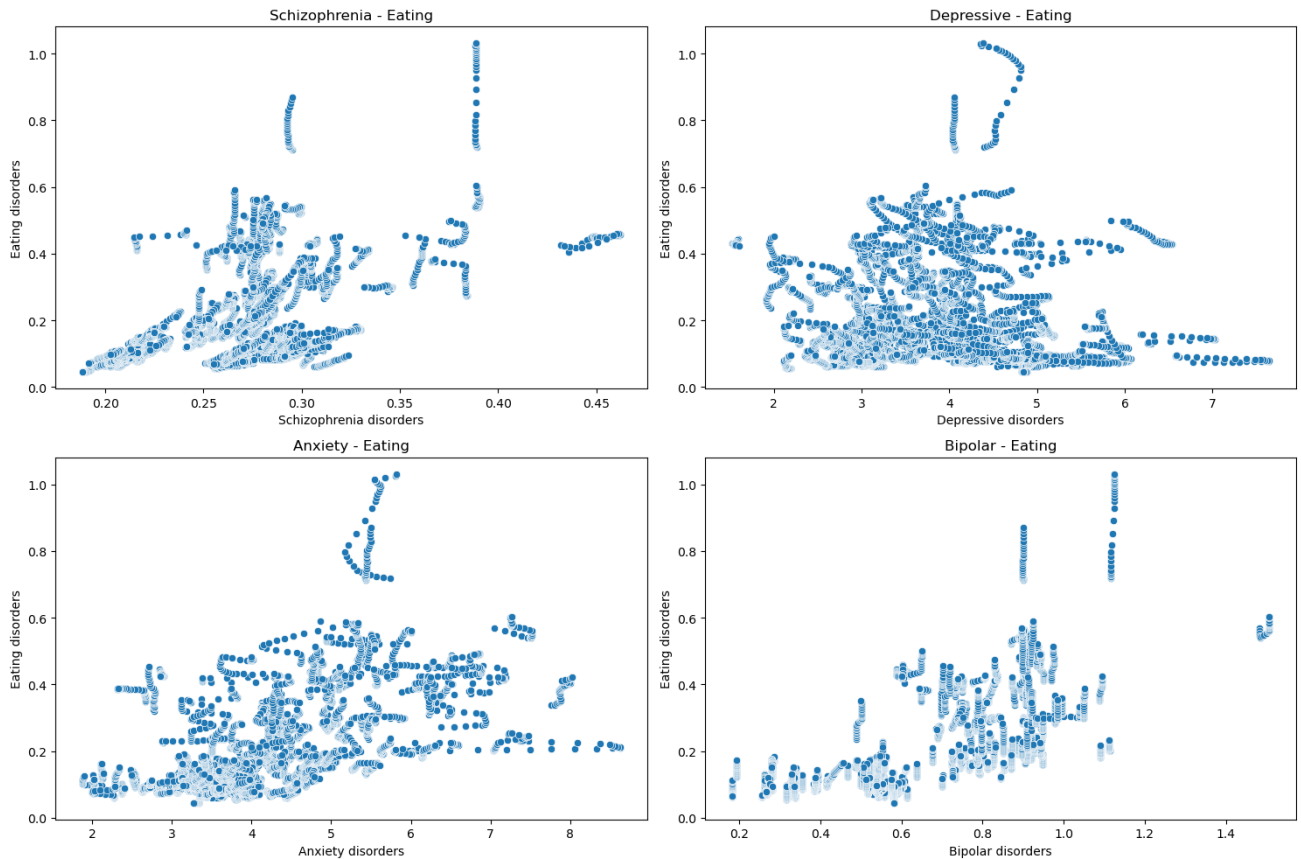 Schizophrenia - Eating
Eating disorders
1.0
0.8
0.6
0.4
0.2
0.0
0.20 0.25 0.30 0.35 0.40 0.45
Schizophrenia disorders
Depressive - Eating
Eating disorders
1.0
0.8
0.6
0.4
0.2
0.0
2 3 4 5 6 7
Depressive disorders
Anxiety - Eating
Eating disorders
1.0
0.8
0.6
0.4
0.2
0.0
2 3 4 5 6 7 8
Anxiety disorders
Bipolar - Eating
Eating disorders
1.0
0.8
0.6
0.4
0.2
0.0
0.2 0.4 0.6 0.8 1.0 1.2 1.4
Bipolar disorders